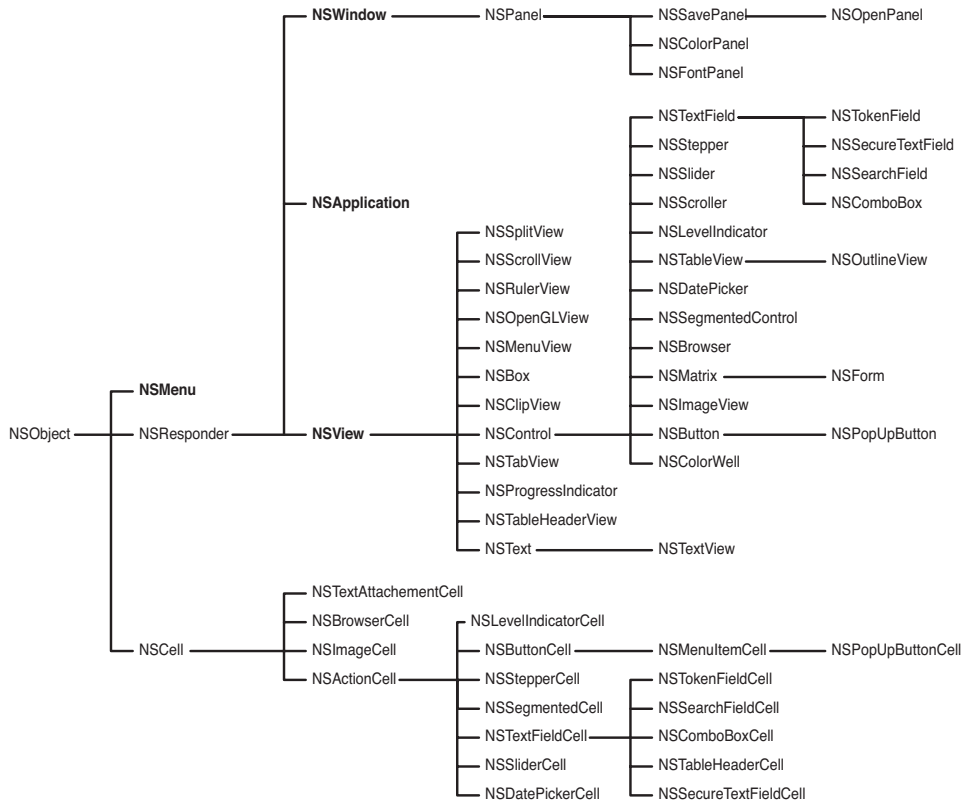 NSWindow NSPanel NSSavePanel NSOpenPanel
NSColorPanel
NSFontPanel
NSTextField NSTokenField
NSStepper NSSecureTextField
NSSlider NSSearchField
NSApplication NSScroller NSComboBox
NSSplitView NSLevelIndicator
NSScrollView NSTableView NSOutlineView
NSRulerView NSDatePicker
NSOpenGLView NSSegmentedControl
NSMenuView NSBrowser
NSBox NSMatrix NSForm
NSMenu
NSClipView NSImageView
NSObject NSResponder NSView NSControl NSButton NSPopUpButton
NSTabView NSColorWell
NSProgressIndicator
NSTableHeaderView
NSText NSTextView
NSTextAttachementCell
NSBrowserCell NSLevelIndicatorCell
NSCell NSImageCell NSButtonCell NSMenuItemCell NSPopUpButtonCell
NSActionCell NSStepperCell NSTokenFieldCell
NSSegmentedCell NSSearchFieldCell
NSTextFieldCell NSComboBoxCell
NSSliderCell NSTableHeaderCell
NSDatePickerCell NSSecureTextFieldCell